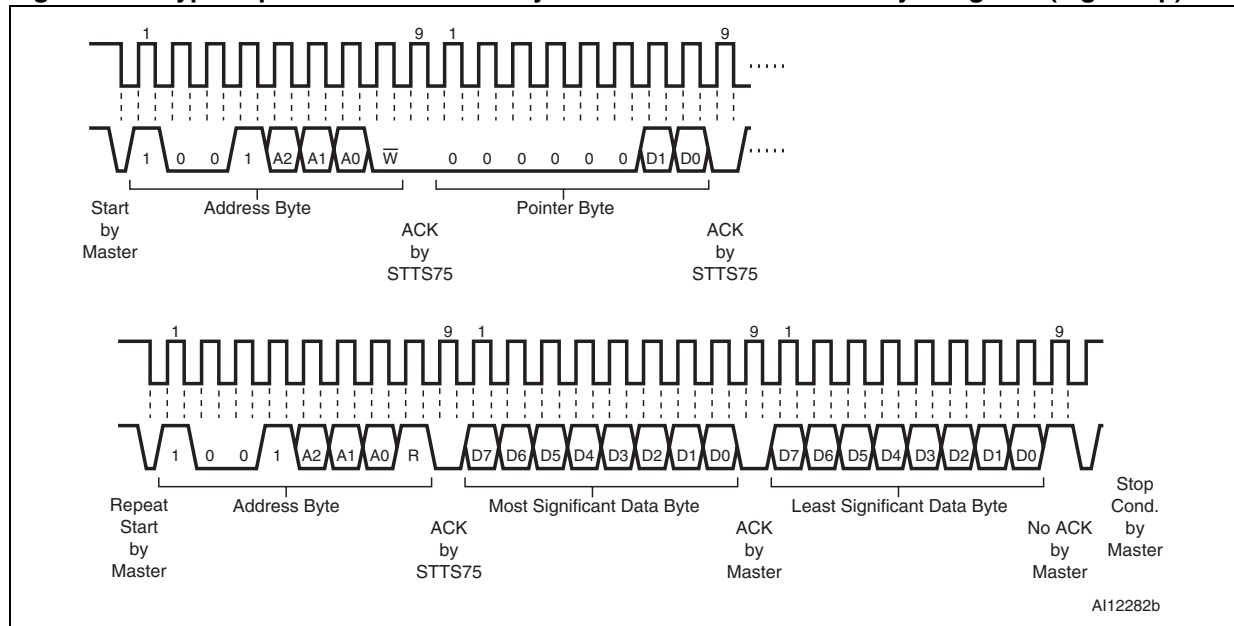 1 9 1 9
1 0 0 1 A2 A1 A0 W 0 0 0 0 0 0 D1 D0
Address Byte Pointer Byte
Start
by
Master
ACK
by
STTS75
ACK
by
STTS75
1 9 1 9 1 9
1 0 0 1 A2 A1 A0 R D7 D6 D5 D4 D3 D2 D1 D0 D7 D6 D5 D4 D3 D2 D1 D0
Address Byte Most Significant Data Byte Least Significant Data Byte
Repeat
Start
by
Master
ACK
by
STTS75
ACK
by
Master
No ACK
by
Master
Stop
Cond.
by
Master
AI12282b